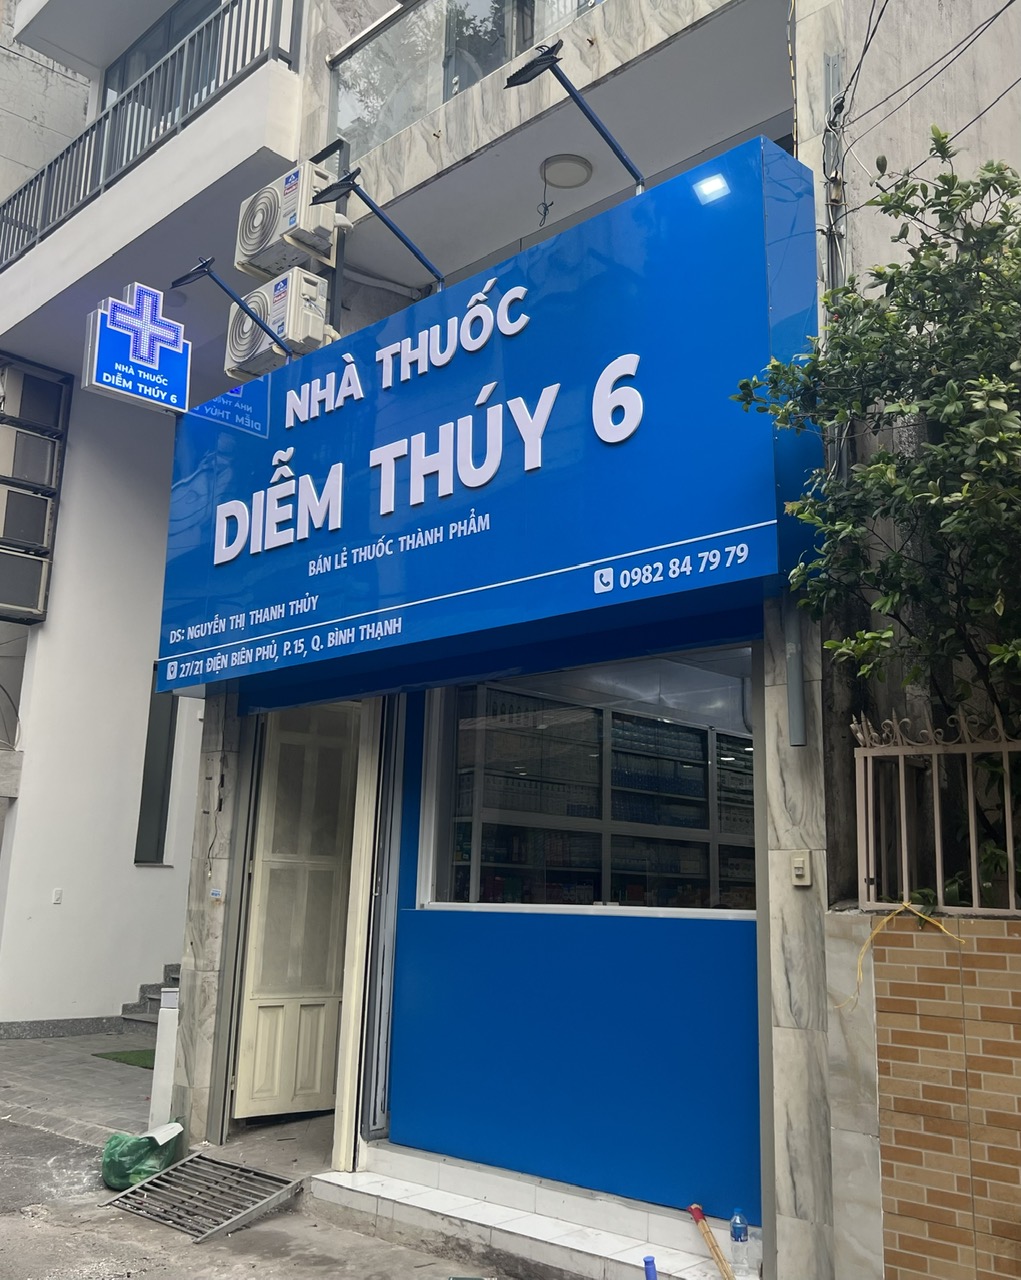 NHÀ THUỐC
DIỄM THÚY 6
NHÀ THUỐC
DIỄM THÚY 6
BÁN LẺ THUỐC THÀNH PHẨM
DS: NGUYỄN THỊ THANH THỦY
27/21 ĐIỆN BIÊN PHỦ, P.15, Q. BÌNH THẠNH
0982 84 79 79